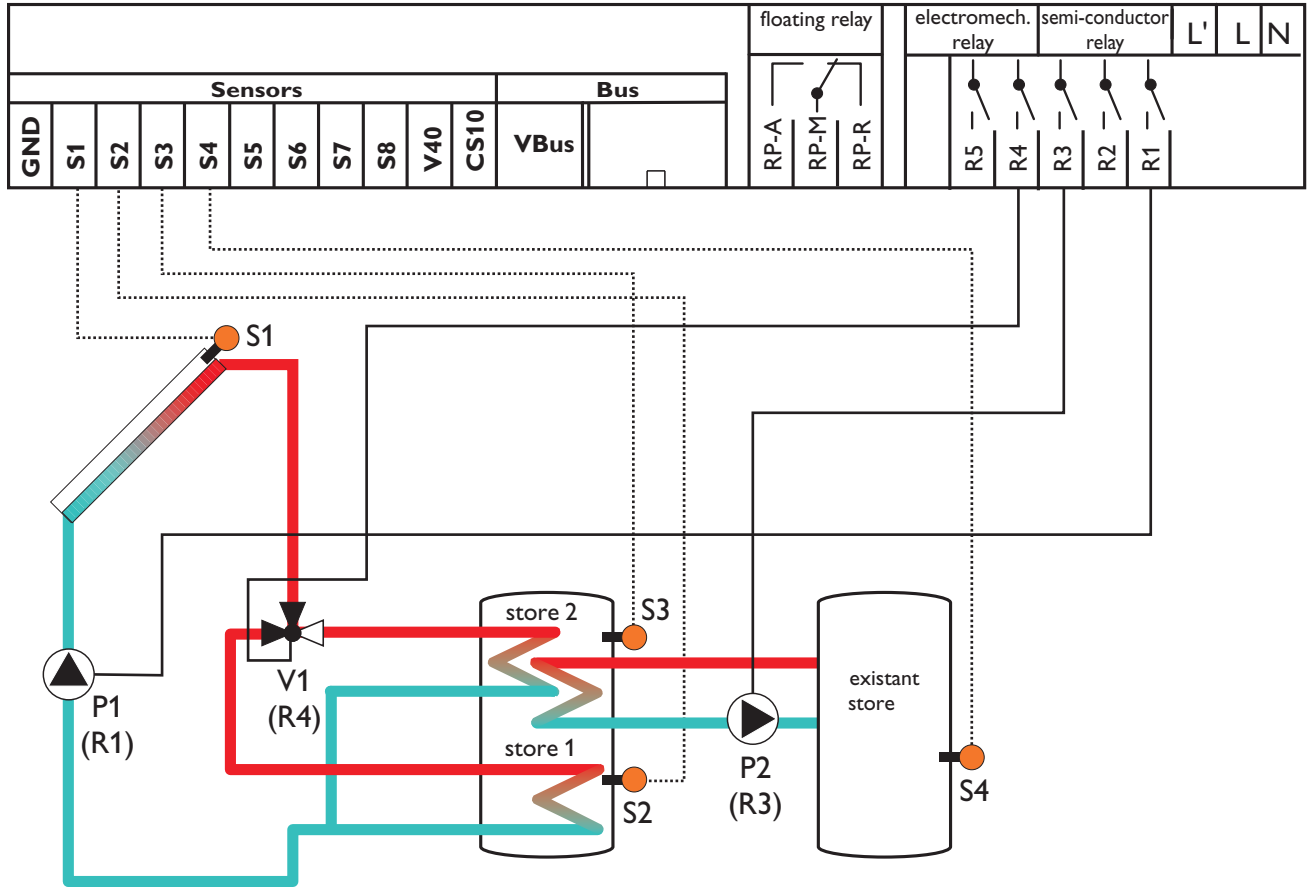 floating relay
electromech.
relay
semi-conductor
relay
L'
L
N
Sensors
Bus
GND
S1
S2
S3
S4
S5
S6
S7
S8
V40
CS10
VBus
RP-A
RP-M
RP-R
R5
R4
R3
R2
R1
S1
store 2
S3
V1
(R4)
P1
(R1)
existant
store
store 1
S2
P2
(R3)
S4